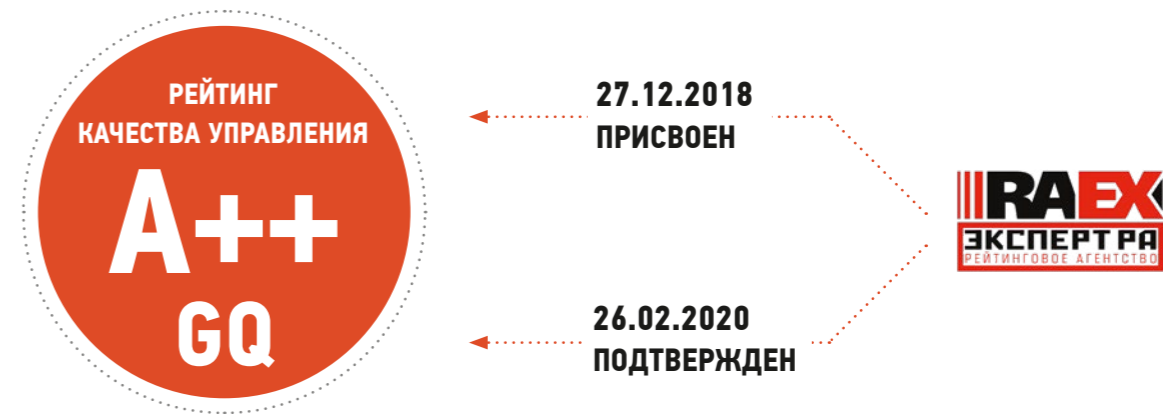 РЕЙТИНГ
КАЧЕСТВА УПРАВЛЕНИЯ
A++
GQ
27.12.2018
ПРИСВОЕН
26.02.2020
ПОДТВЕРЖДЕН
RAEX
ЭКСПЕРТ РА
РЕЙТИНГОВОЕ АГЕНТСТВО